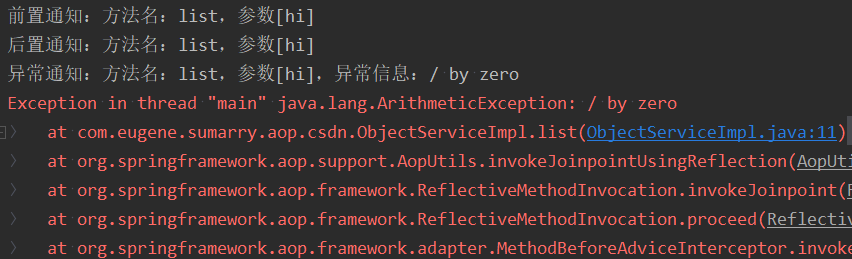 前置通知：方法名：list，参数[hi]
后置通知：方法名：list，参数[hi]
异常通知：方法名：list，参数[hi]，异常信息：/ by zero
Exception in thread "main" java.lang.ArithmeticException: / by zero
at com.eugene.sumarry.aop.csdn.ObjectServiceImpl.list(ObjectServiceImpl.java:11)
at org.springframework.aop.support.AopUtils.invokeJoinpointUsingReflection(AopUti
at org.springframework.aop.framework.ReflectiveMethodInvocation.invokeJoinpoint(
at org.springframework.aop.framework.ReflectiveMethodInvocation.proceed(Reflectiv
at org.springframework.aop.framework.adapter.MethodBeforeAdviceInterceptor.invoke